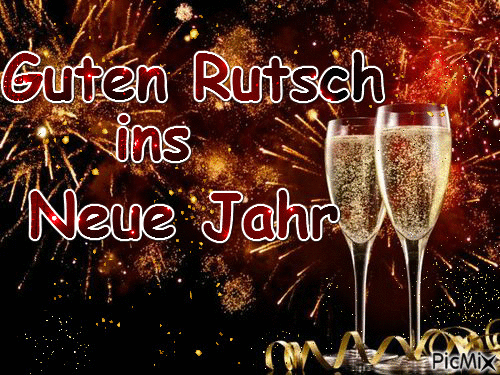 Guten Rutsch
ins
Neue Jahr
PicMix